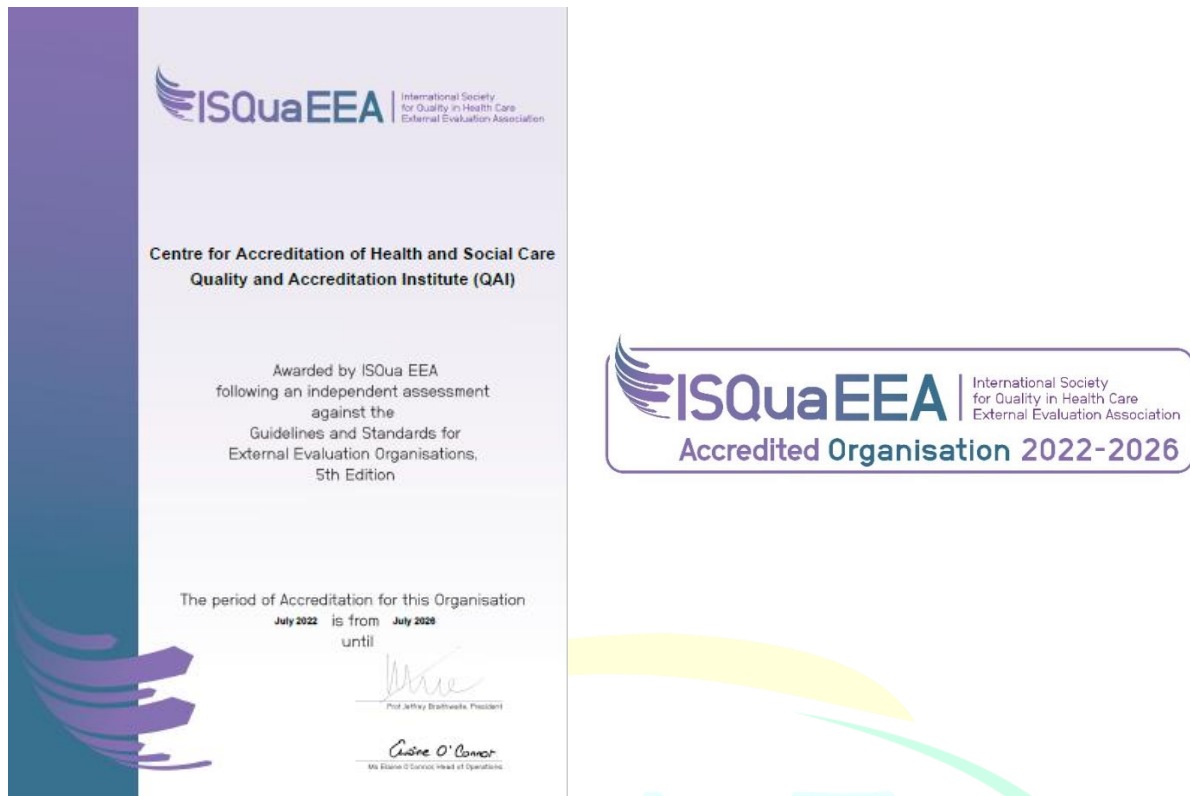 ISQuaEEA
International Society
for Quality in Health Care
External Evaluation Association
Centre for Accreditation of Health and Social Care
Quality and Accreditation Institute (QAI)
Awarded by ISQua EEA
following an independent assessment
against the
Guidelines and Standards for
External Evaluation Organisations,
5th Edition
The period of Accreditation for this Organisation
July 2022 is from July 2026
until
Prof Jeffrey Braithwaite, President
Elaine O'Connor
Ms Elaine O'Connor, Head of Operations
ISQuaEEA
International Society
for Quality in Health Care
External Evaluation Association
Accredited Organisation 2022-2026